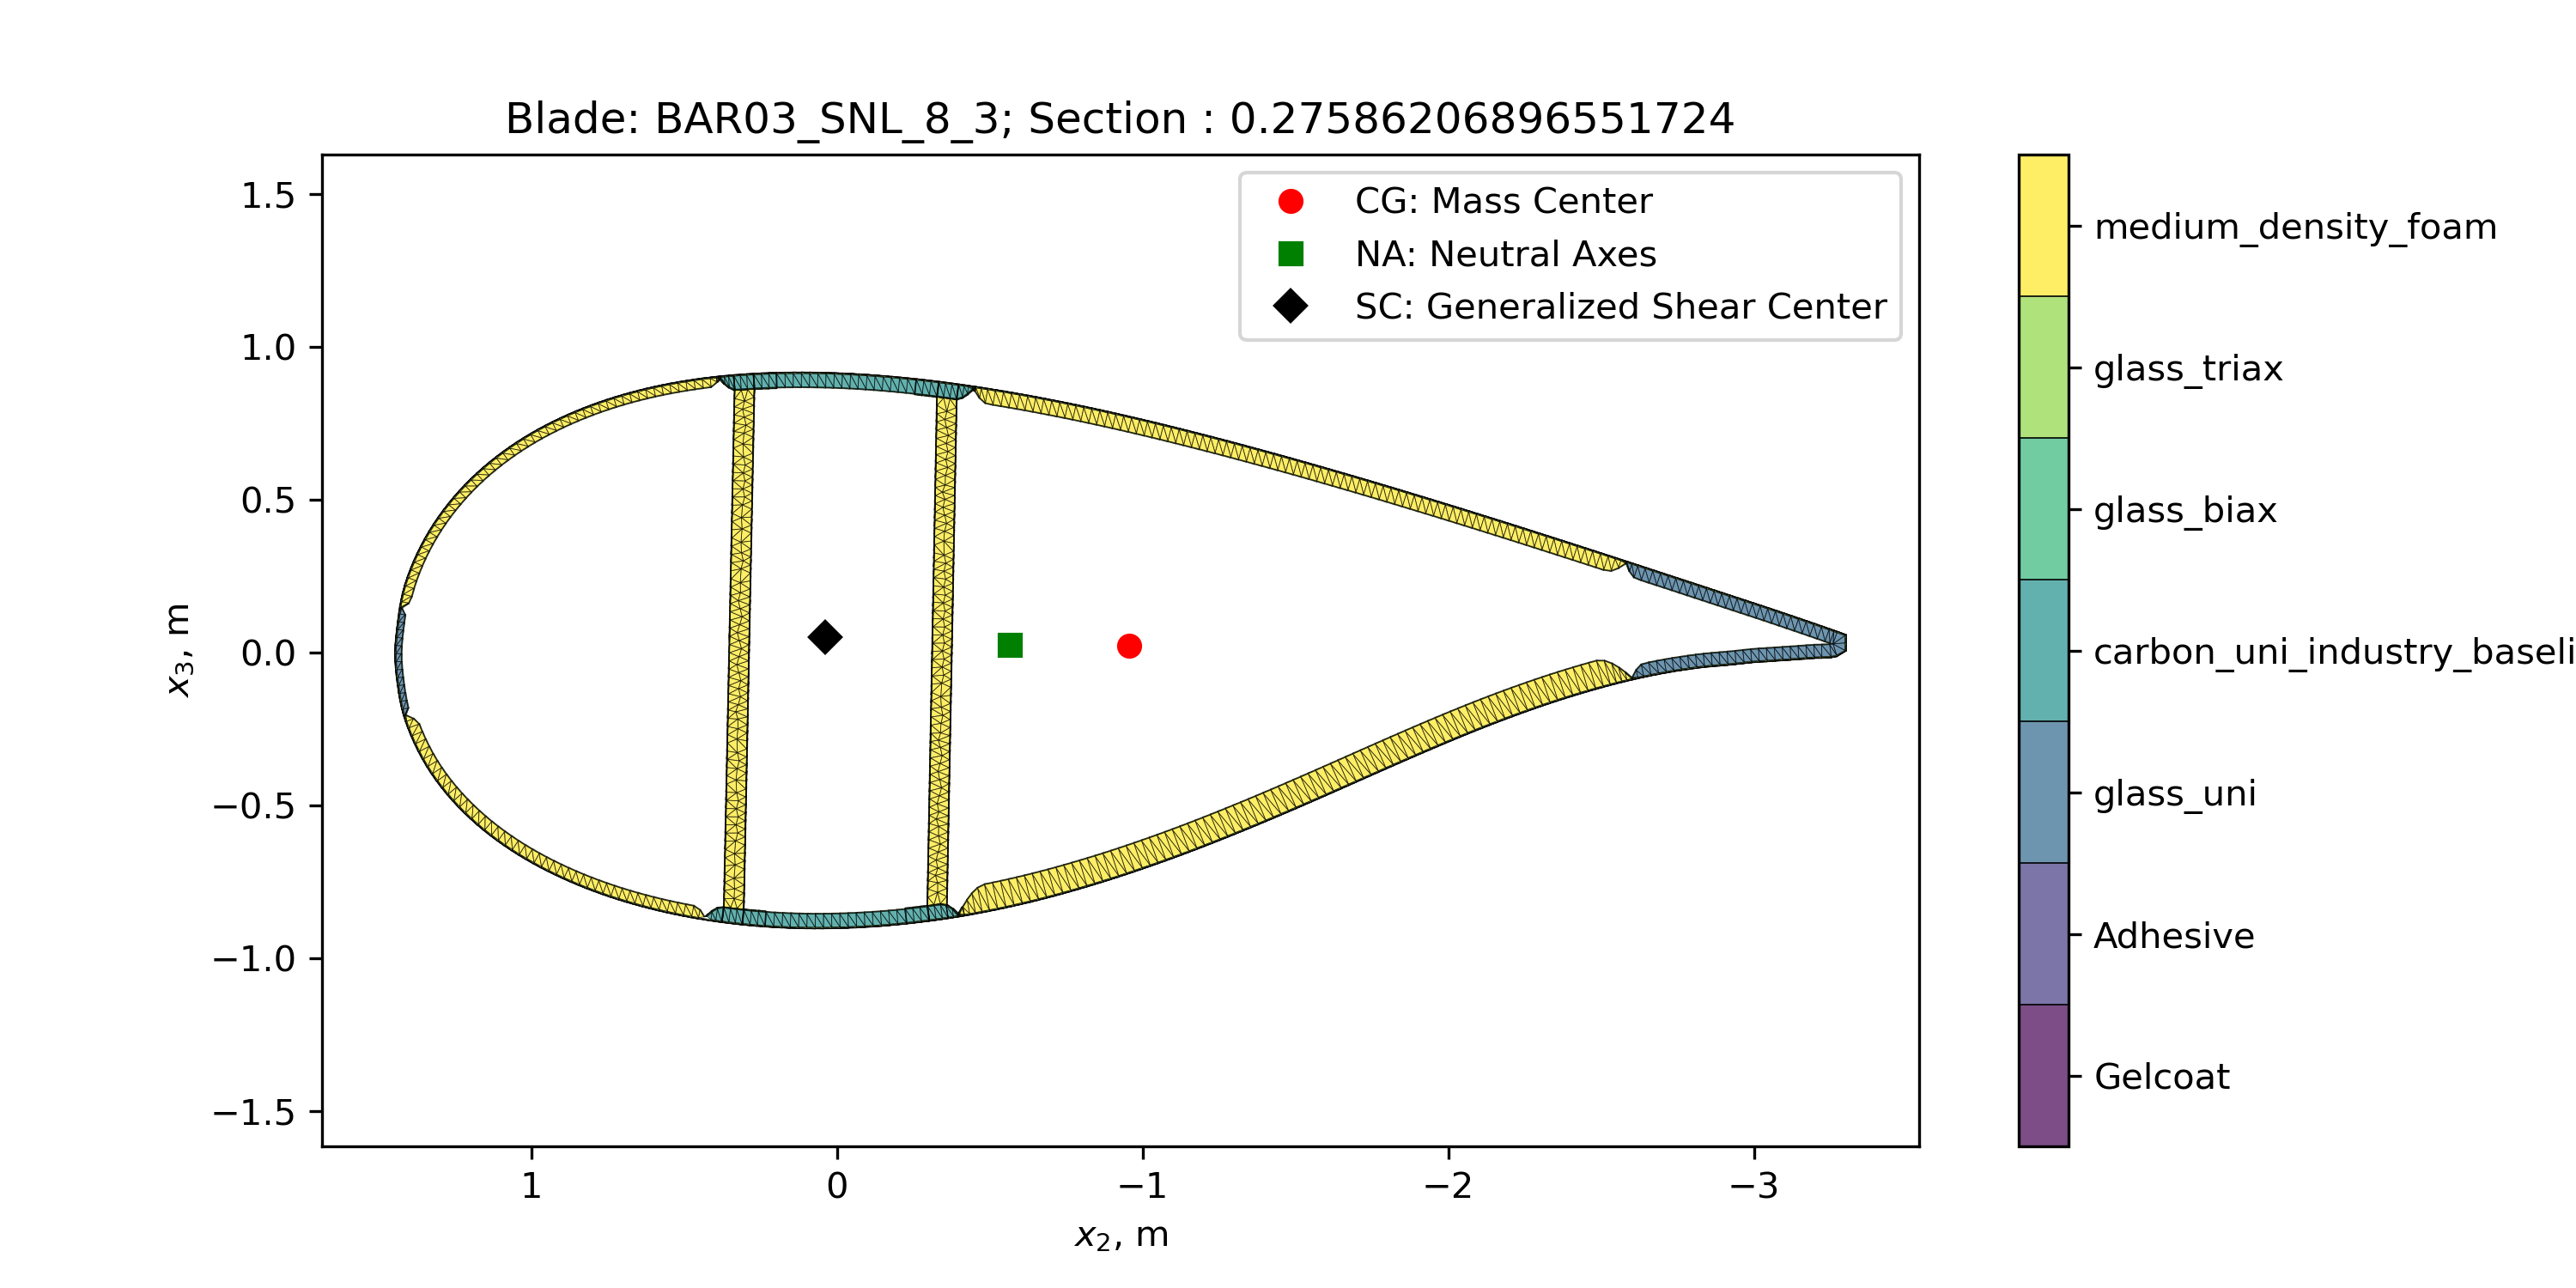 Blade: BAR03_SNL_8_3; Section : 0.27586206896551724
CG: Mass Center
NA: Neutral Axes
SC: Generalized Shear Center
1.5
1.0
0.5
0.0
−0.5
−1.0
−1.5
x3, m
1 0 −1 −2 −3
x2, m
medium_density_foam
glass_triax
glass_biax
carbon_uni_industry_baseli
glass_uni
Adhesive
Gelcoat